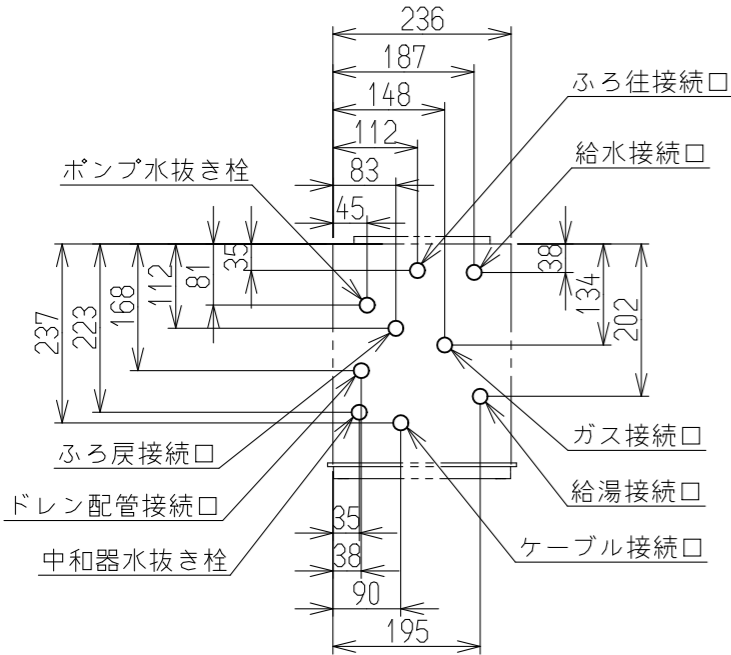 236
187
ふろ往接続口
148
112
給水接続口
ポンプ水抜き栓
83
45
35
38
81
112
134
168
202
223
237
ガス接続口
ふろ戻接続口
給湯接続口
ドレン配管接続口
35
ケーブル接続口
中和器水抜き栓
38
90
195